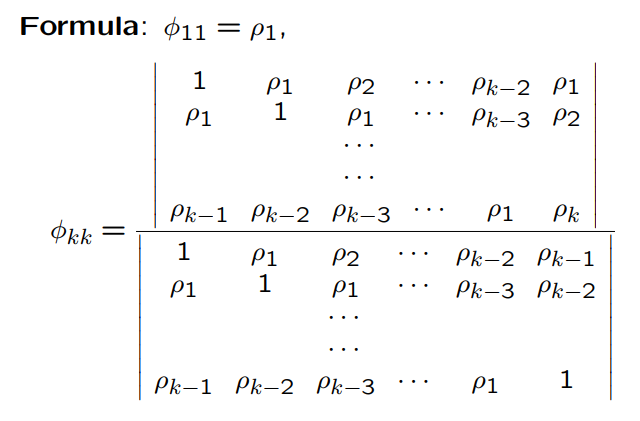 Formula: ϕ₁₁ = ρ₁,
1 ρ₁ ρ₂ ⋯ ρₖ₋₂ ρ₁
ρ₁ 1 ρ₁ ⋯ ρₖ₋₃ ρ₂
⋯
⋯
ρₖ₋₁ ρₖ₋₂ ρₖ₋₃ ⋯ ρ₁ ρₖ
ϕₖₖ =
1 ρ₁ ρ₂ ⋯ ρₖ₋₂ ρₖ₋₁
ρ₁ 1 ρ₁ ⋯ ρₖ₋₃ ρₖ₋₂
⋯
⋯
ρₖ₋₁ ρₖ₋₂ ρₖ₋₃ ⋯ ρ₁ 1